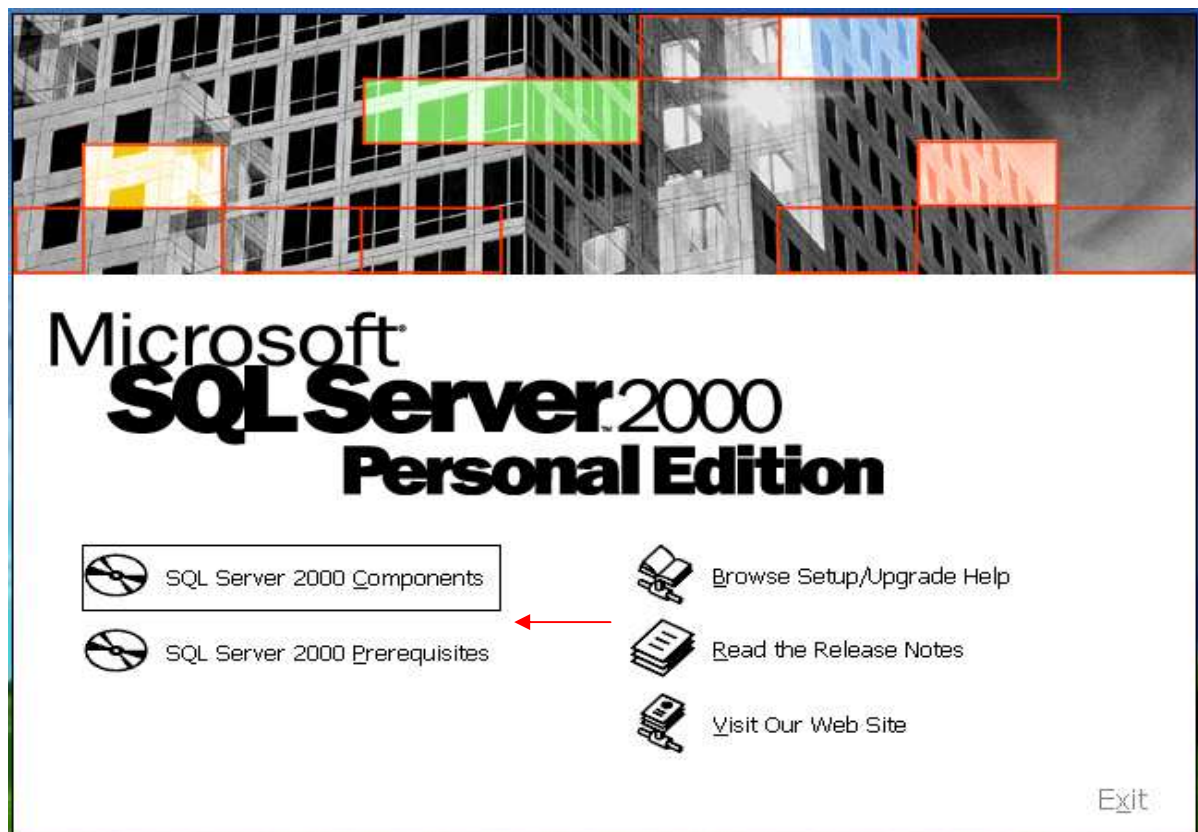 Microsoft®
SQL Server™ 2000
Personal Edition
SQL Server 2000 Components
SQL Server 2000 Prerequisites
Browse Setup/Upgrade Help
Read the Release Notes
Visit Our Web Site
Exit